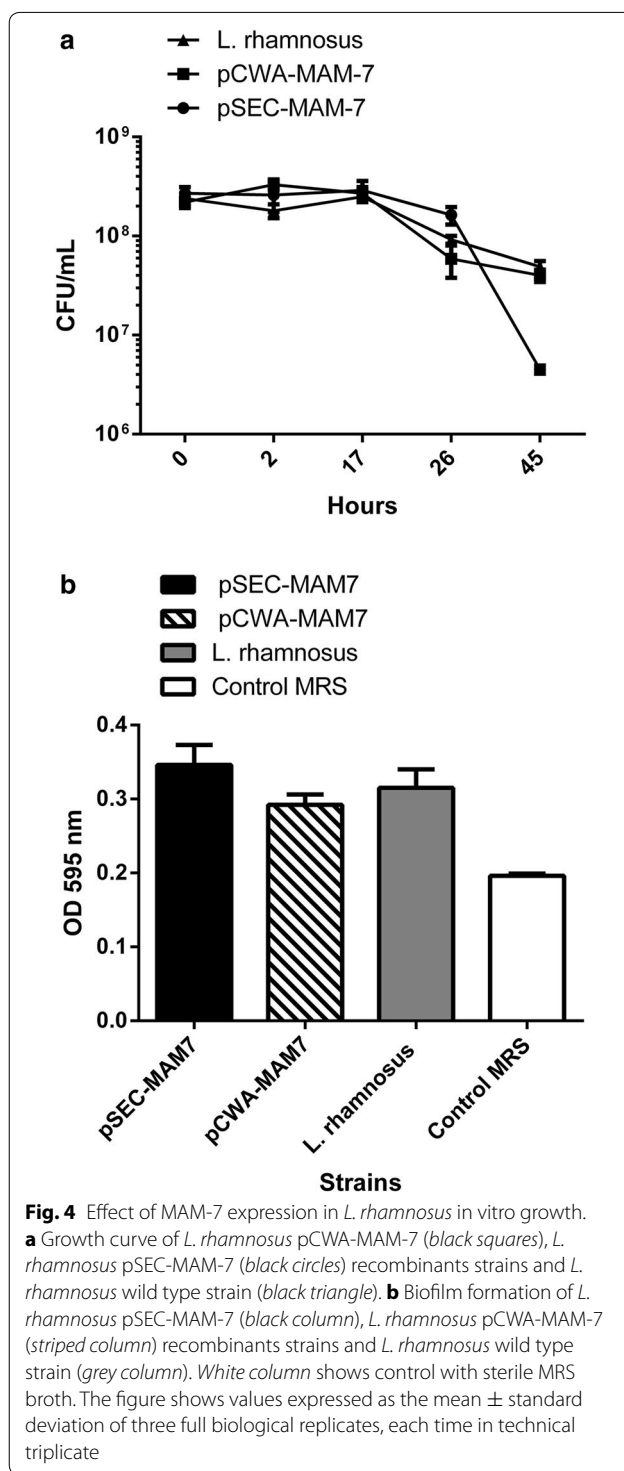 a
L. rhamnosus
pCWA-MAM-7
pSEC-MAM-7
10⁹
10⁸
10⁷
10⁶
CFU/mL
0 2 17 26 45
Hours
b
pSEC-MAM7
pCWA-MAM7
L. rhamnosus
Control MRS
0.4
0.3
0.2
0.1
0.0
OD 595 nm
pSEC-MAM7 pCWA-MAM7 L. rhamnosus Control MRS
Strains
Fig. 4 Effect of MAM-7 expression in L. rhamnosus in vitro growth.
a Growth curve of L. rhamnosus pCWA-MAM-7 (black squares), L.
rhamnosus pSEC-MAM-7 (black circles) recombinants strains and L.
rhamnosus wild type strain (black triangle). b Biofilm formation of L.
rhamnosus pSEC-MAM-7 (black column), L. rhamnosus pCWA-MAM-7
(striped column) recombinants strains and L. rhamnosus wild type
strain (grey column). White column shows control with sterile MRS
broth. The figure shows values expressed as the mean ± standard
deviation of three full biological replicates, each time in technical
triplicate